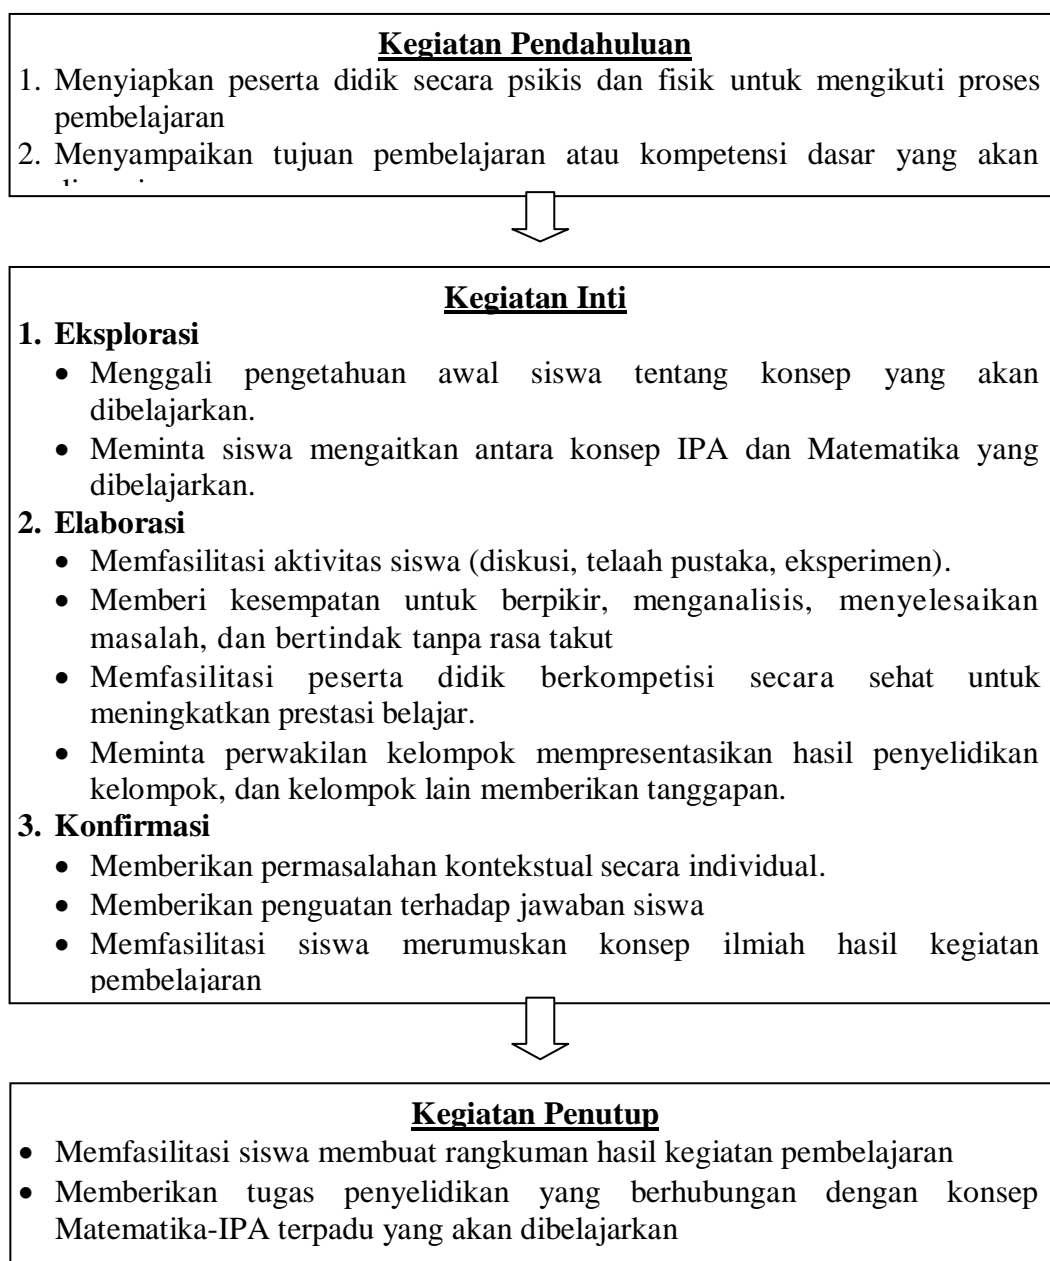 Kegiatan Pendahuluan
1. Menyiapkan peserta didik secara psikis dan fisik untuk mengikuti proses
pembelajaran
2. Menyampaikan tujuan pembelajaran atau kompetensi dasar yang akan
Kegiatan Inti
1. Eksplorasi
• Menggali pengetahuan awal siswa tentang konsep yang akan
dibelajarkan.
• Meminta siswa mengaitkan antara konsep IPA dan Matematika yang
dibelajarkan.
2. Elaborasi
• Memfasilitasi aktivitas siswa (diskusi, telaah pustaka, eksperimen).
• Memberi kesempatan untuk berpikir, menganalisis, menyelesaikan
masalah, dan bertindak tanpa rasa takut
• Memfasilitasi peserta didik berkompetisi secara sehat untuk
meningkatkan prestasi belajar.
• Meminta perwakilan kelompok mempresentasikan hasil penyelidikan
kelompok, dan kelompok lain memberikan tanggapan.
3. Konfirmasi
• Memberikan permasalahan kontekstual secara individual.
• Memberikan penguatan terhadap jawaban siswa
• Memfasilitasi siswa merumuskan konsep ilmiah hasil kegiatan
pembelajaran
Kegiatan Penutup
• Memfasilitasi siswa membuat rangkuman hasil kegiatan pembelajaran
• Memberikan tugas penyelidikan yang berhubungan dengan konsep
Matematika-IPA terpadu yang akan dibelajarkan